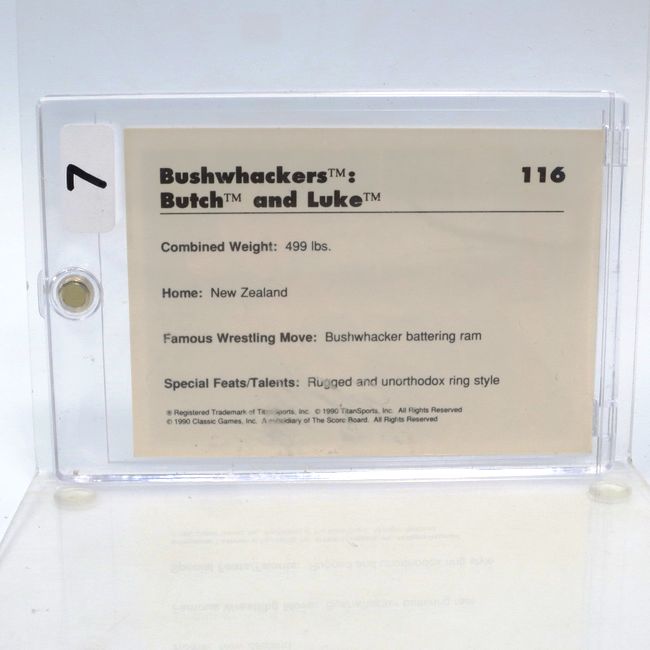 7
Bushwhackers™: 116
Butch™ and Luke™
Combined Weight: 499 lbs.
Home: New Zealand
Famous Wrestling Move: Bushwhacker battering ram
Special Feats/Talents: Rugged and unorthodox ring style
® Registered Trademark of TitanSports, Inc. © 1990 TitanSports, Inc. All Rights Reserved
© 1990 Classic Games, Inc. A subsidiary of The Score Board. All Rights Reserved